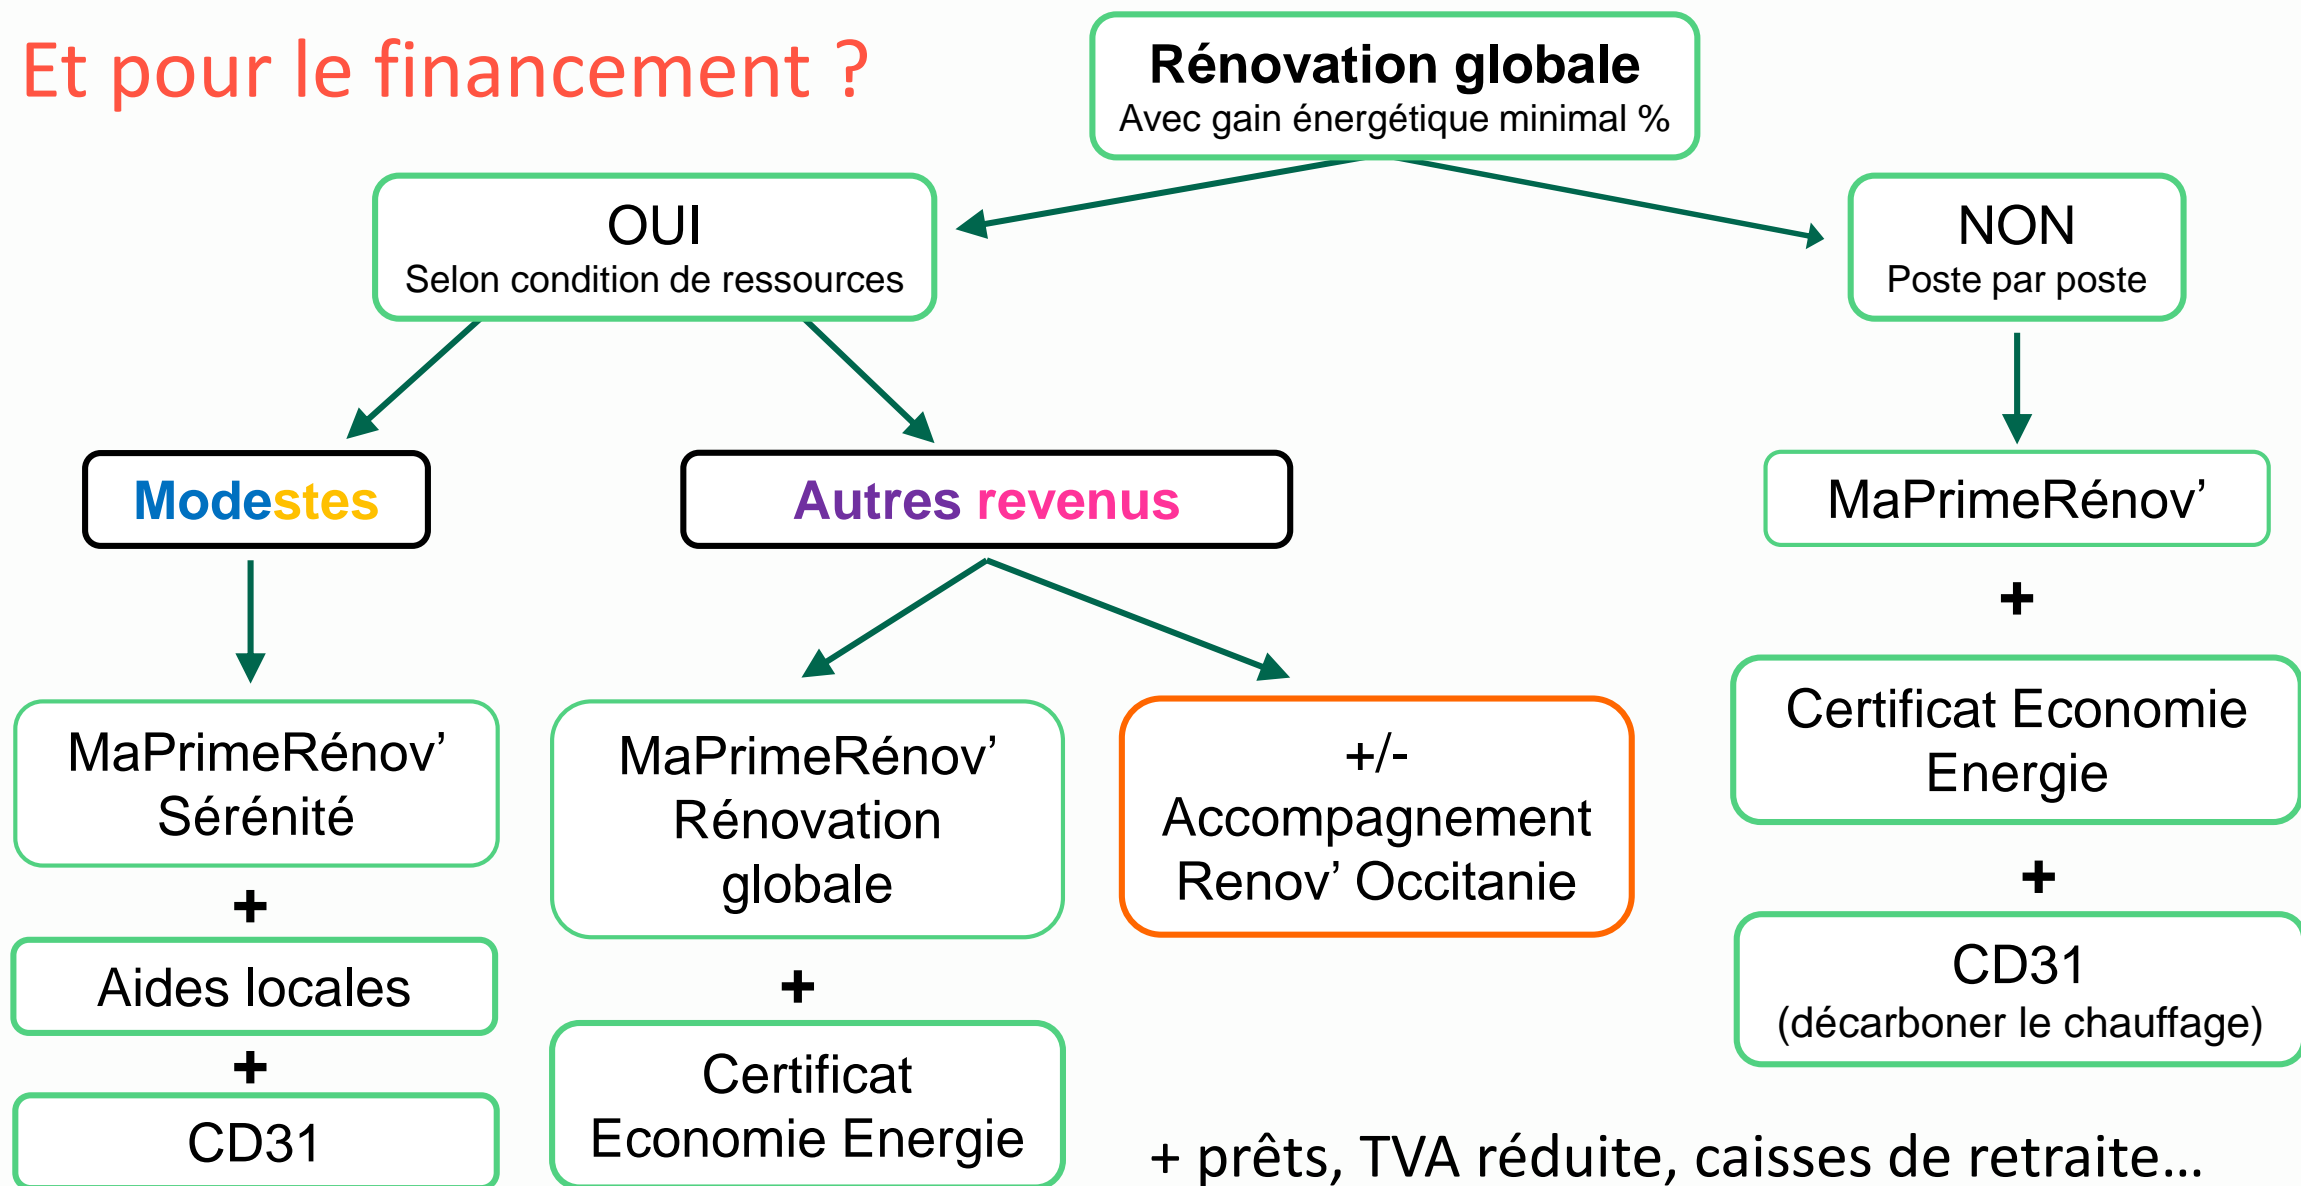 Et pour le financement ?
Rénovation globale
Avec gain énergétique minimal %
OUI
Selon condition de ressources
NON
Poste par poste
Modestes
Autres revenus
MaPrimeRénov’
+
Certificat Economie
Energie
+
CD31
(décarboner le chauffage)
MaPrimeRénov’
Sérénité
+
Aides locales
+
CD31
MaPrimeRénov’
Rénovation
globale
+
Certificat
Economie Energie
+/-
Accompagnement
Renov’ Occitanie
+ prêts, TVA réduite, caisses de retraite...